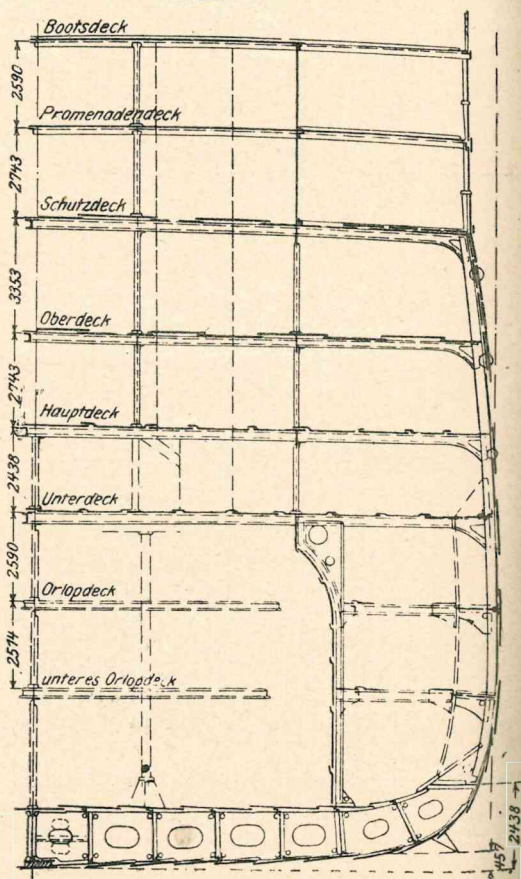 Bootsdeck
2590
Promenadendeck
2743
Schutzdeck
3353
Oberdeck
2743
Hauptdeck
2438
Unterdeck
2590
Orlopdeck
2514
unteres Orlopdeck
457
2438